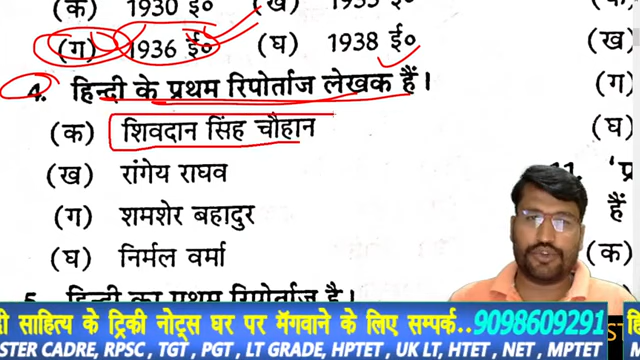 (क) 1930 ई०
(ग) 1936 ई०
(घ) 1938 ई०
4. हिन्दी के प्रथम रिपोर्ताज लेखक हैं।
(क) शिवदान सिंह चौहान
(ख) रांगेय राघव
(ग) शमशेर बहादुर
(घ) निर्मल वर्मा
5. हिन्दी का प्रथम रिपोर्ताज है।
(ख)
(ग)
(घ)
11.
हैं
(क)
साहित्य के ट्रिकी नोट्स घर पर मॅगवाने के लिए सम्पर्क..9098609291
CADRE, RPSC , TGT , PGT , LT GRADE, HPTET , UK LT, HTET , NET , MPTET